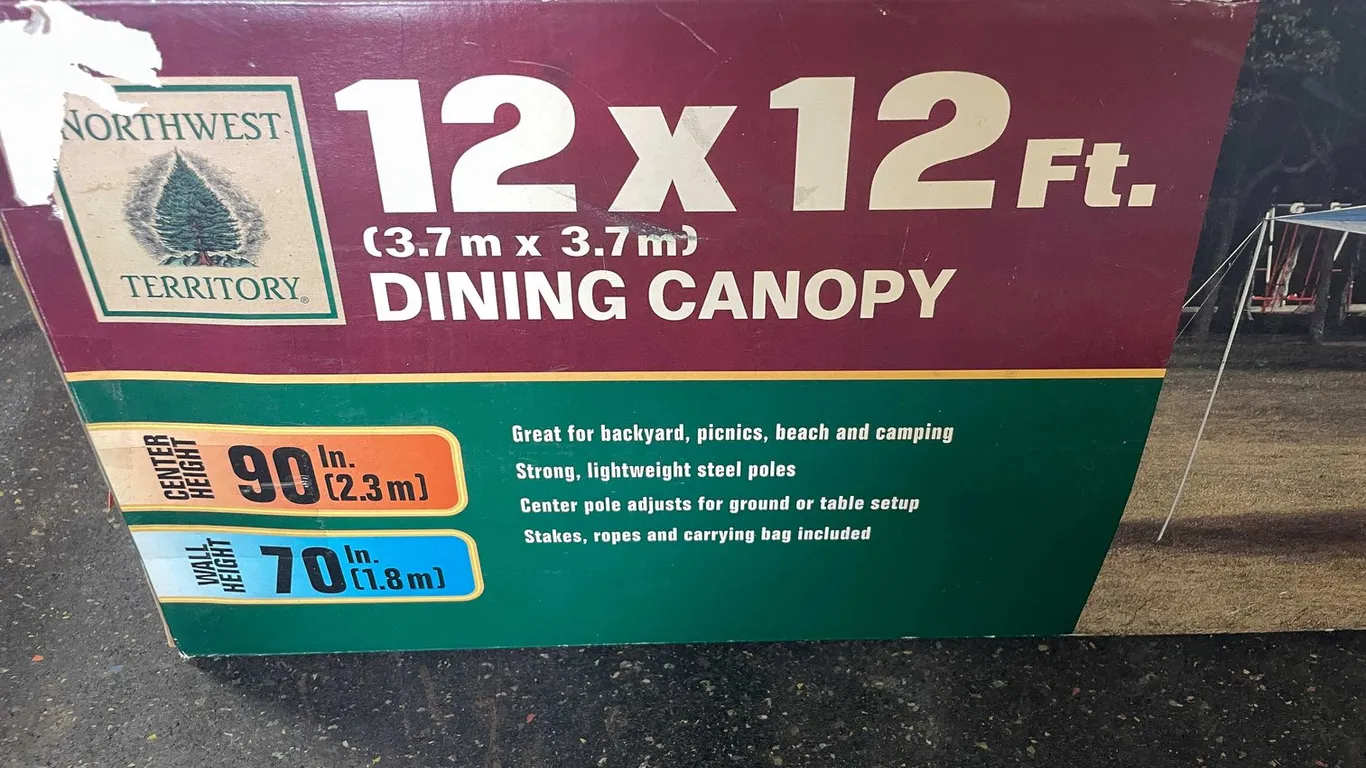 NORTHWEST
TERRITORY®
12 x 12 Ft.
(3.7m x 3.7m)
DINING CANOPY
CENTER
HEIGHT
90 In.
(2.3m)
WALL
HEIGHT
70 In.
(1.8m)
Great for backyard, picnics, beach and camping
Strong, lightweight steel poles
Center pole adjusts for ground or table setup
Stakes, ropes and carrying bag included